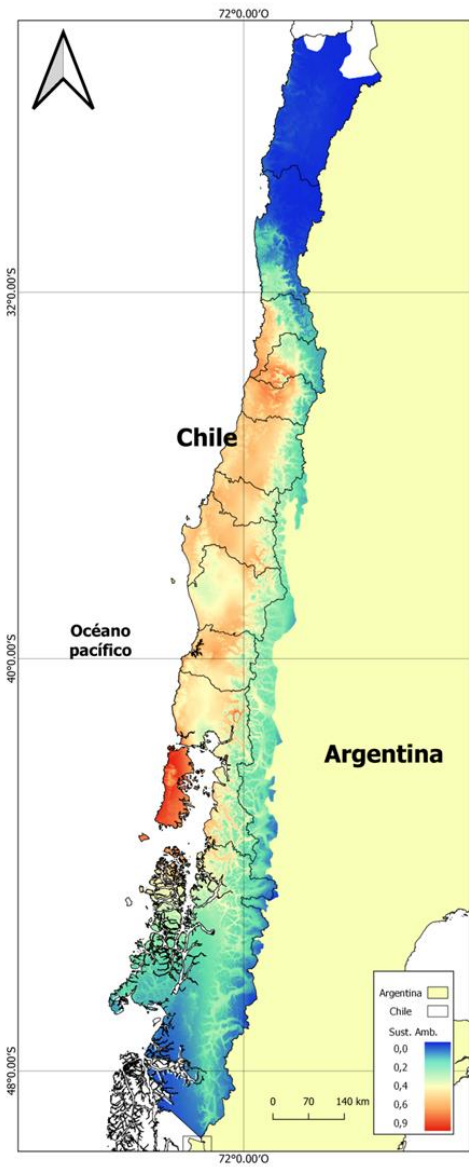 72°0.00'O
32°0.00'S
Chile
Océano
pacífico
40°0.00'S
Argentina
Argentina
Chile
Sust. Amb.
0,0
0,2
0,4
0,6
0,9
48°0.00'S
0 70 140 km
72°0.00'O